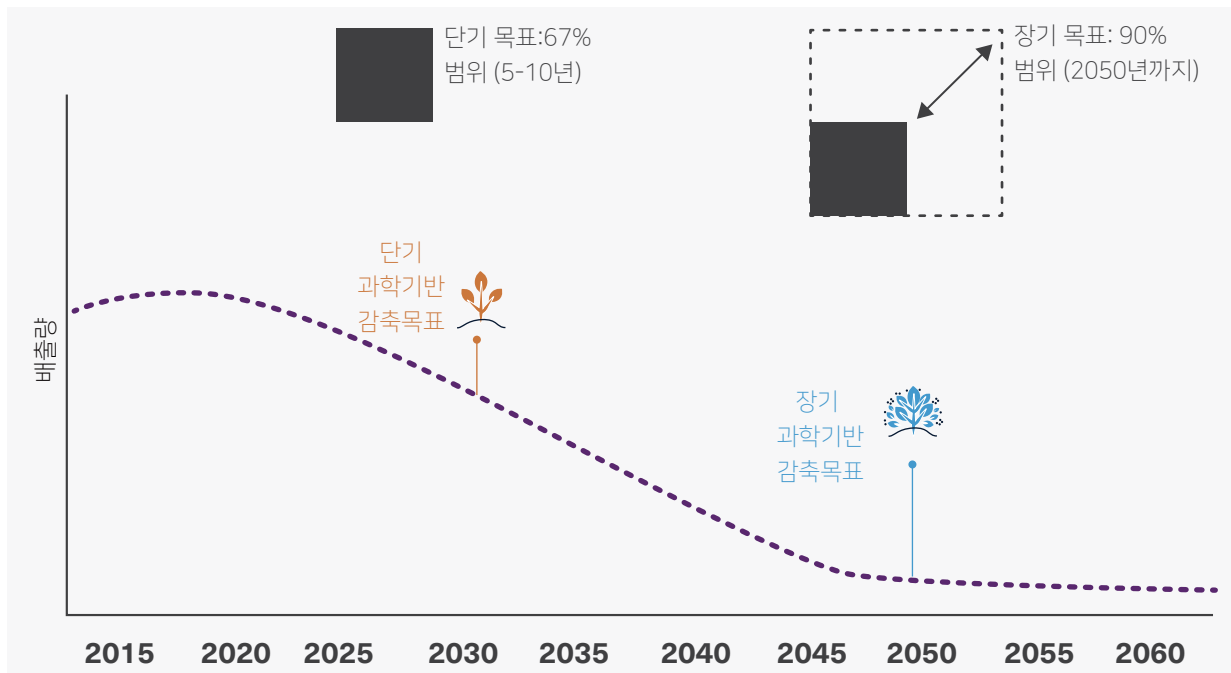 단기 목표:67%
범위 (5-10년)
장기 목표: 90%
범위 (2050년까지)
배출량
단기
과학기반
감축목표
장기
과학기반
감축목표
2015 2020 2025 2030 2035 2040 2045 2050 2055 2060